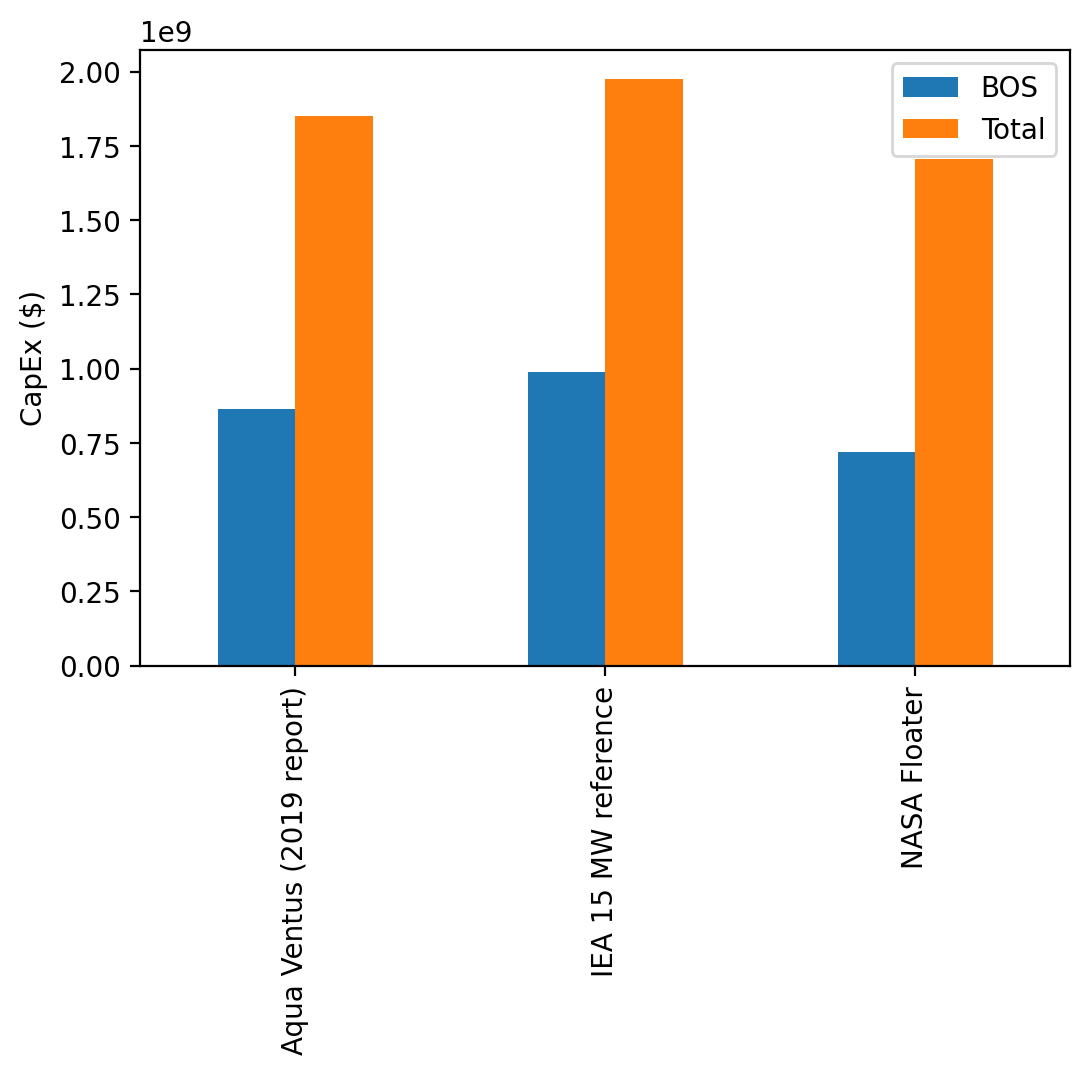 1e9
2.00
1.75
1.50
1.25
1.00
0.75
0.50
0.25
0.00
CapEx ($)
BOS
Total
Aqua Ventus (2019 report)
IEA 15 MW reference
NASA Floater